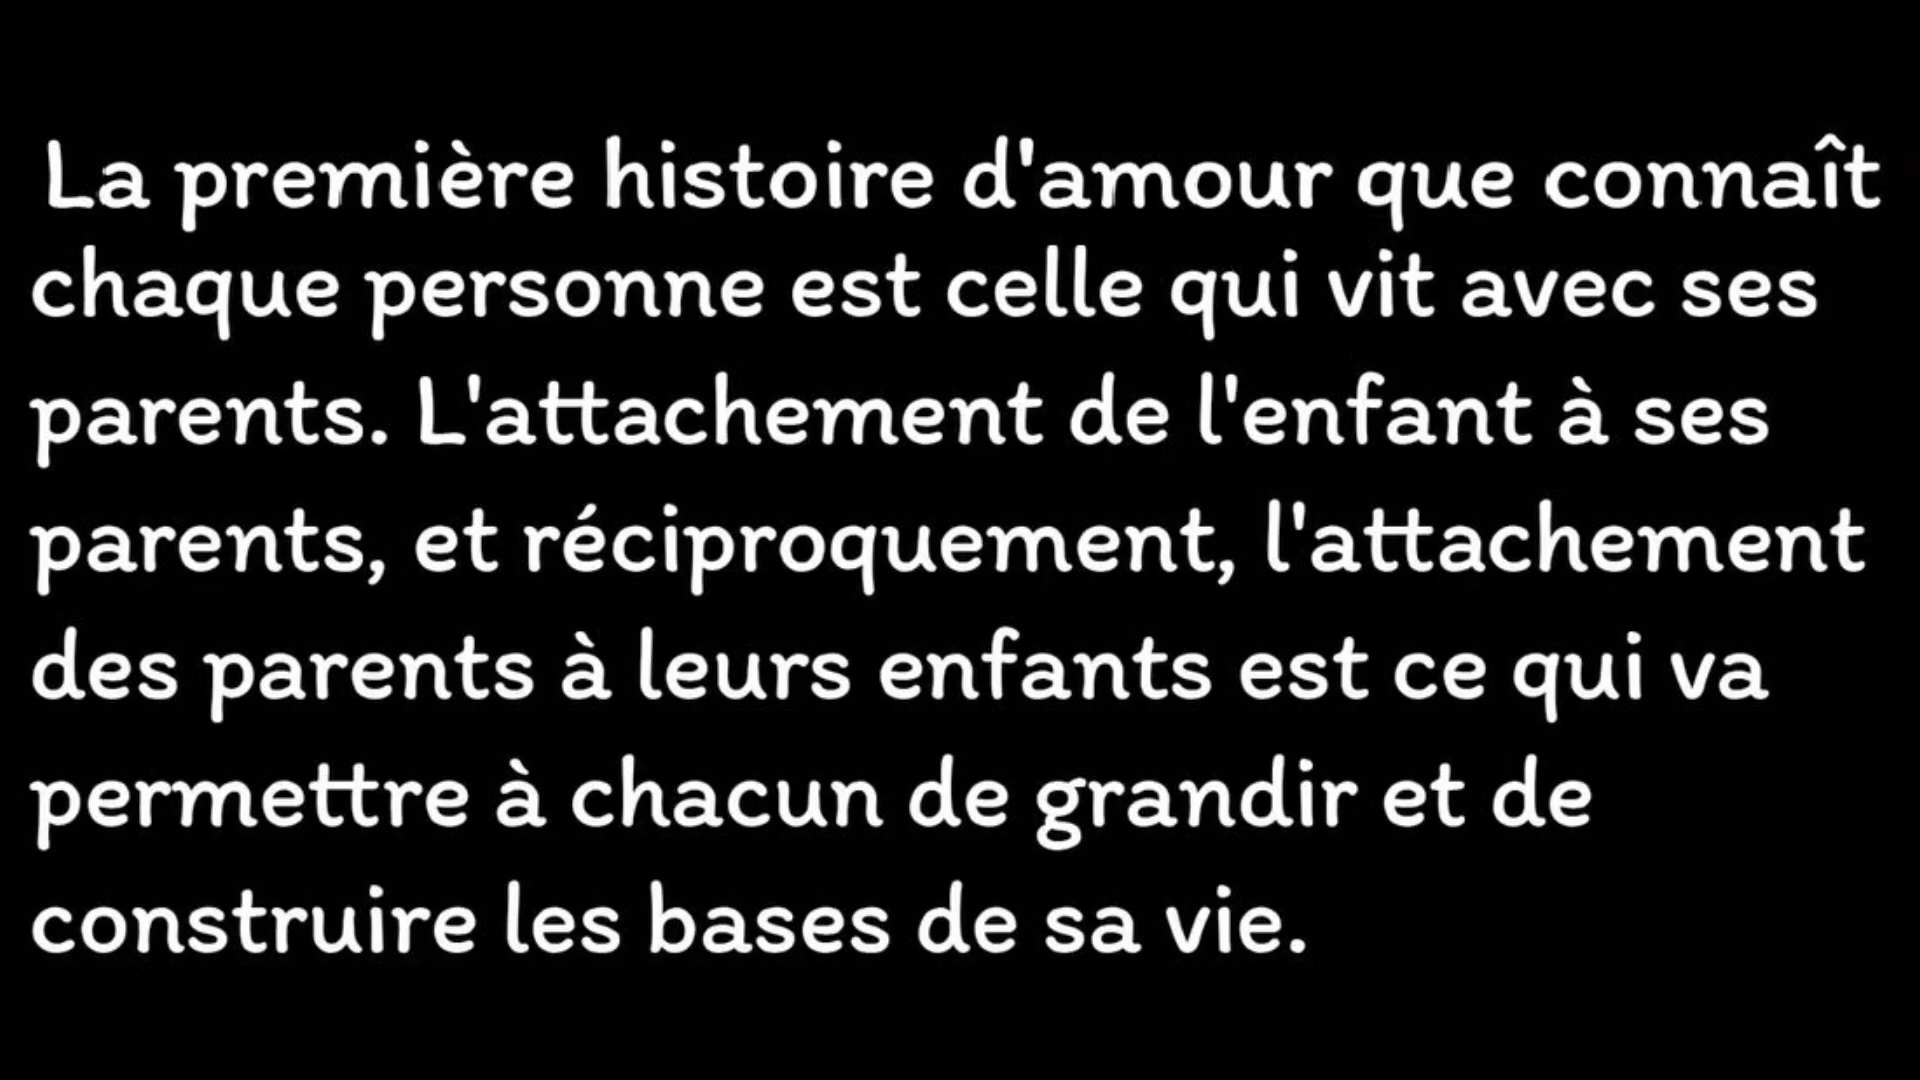 La première histoire d'amour que connaît
chaque personne est celle qui vit avec ses
parents. L'attachement de l'enfant à ses
parents, et réciproquement, l'attachement
des parents à leurs enfants est ce qui va
permettre à chacun de grandir et de
construire les bases de sa vie.